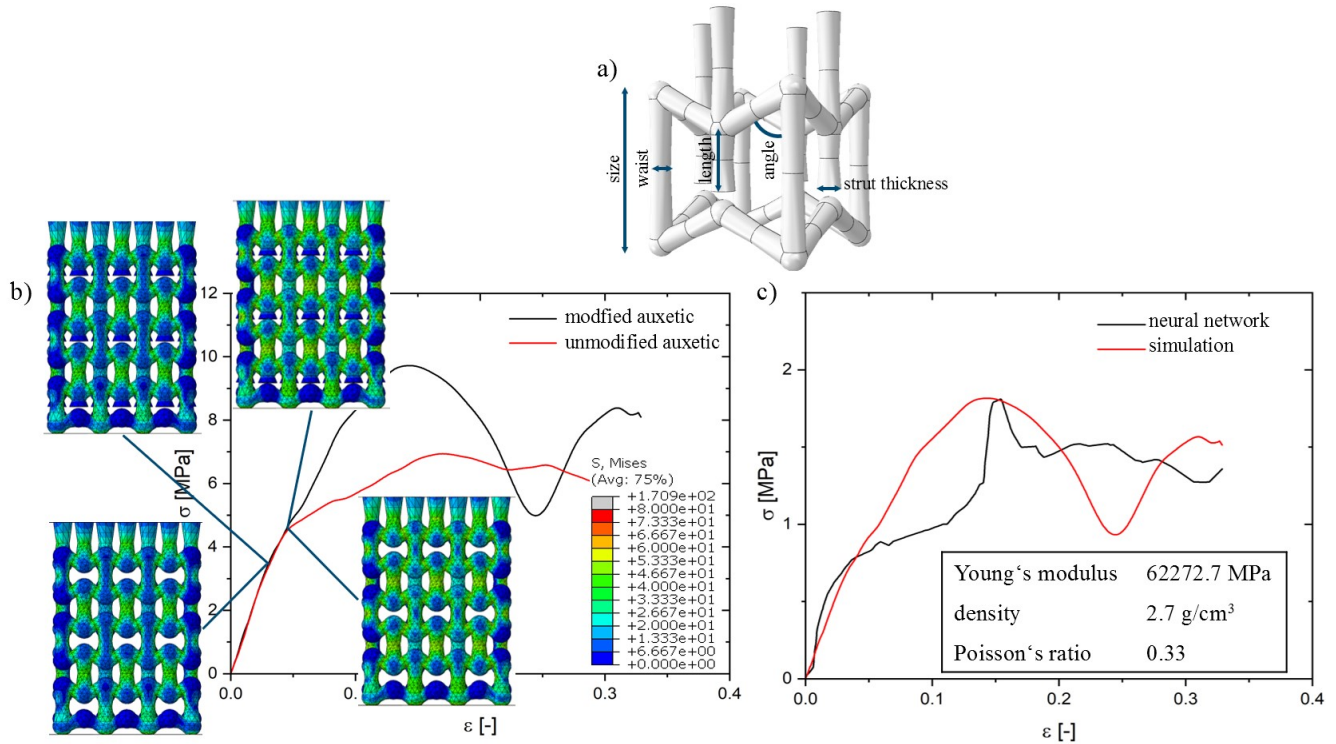 a)
size
waist
length
angle
strut thickness
b)
12
10
8
6
4
2
0
σ [MPa]
0.0
0.1
0.3
0.4
ε [-]
modfied auxetic
unmodified auxetic
S, Mises
(Avg: 75%)
+1.709e+02
+8.000e+01
+7.333e+01
+6.667e+01
+6.000e+01
+5.333e+01
+4.667e+01
+4.000e+01
+3.333e+01
+2.667e+01
+2.000e+01
+1.333e+01
+6.667e+00
+0.000e+00
c)
2
1
0
σ [MPa]
0.0
0.1
0.2
0.3
0.4
ε [-]
neural network
simulation
Young‘s modulus 62272.7 MPa
density 2.7 g/cm³
Poisson‘s ratio 0.33